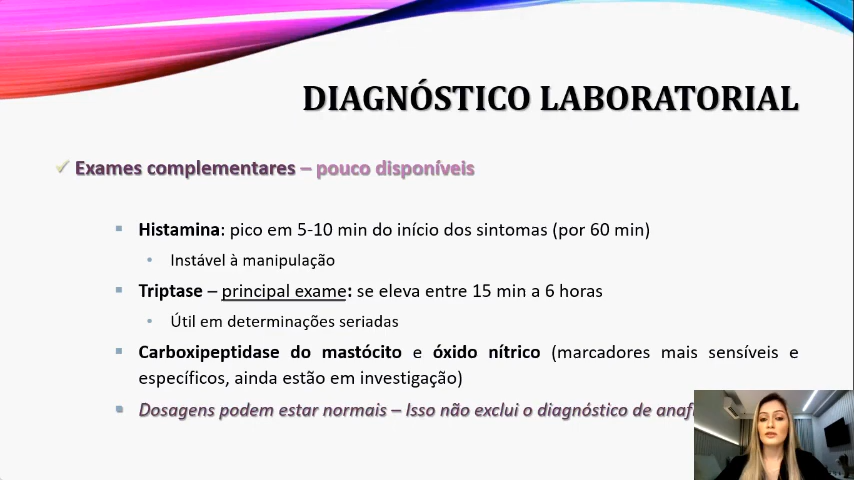 DIAGNÓSTICO LABORATORIAL
Exames complementares – pouco disponíveis
Histamina: pico em 5-10 min do início dos sintomas (por 60 min)
Instável à manipulação
Triptase – principal exame: se eleva entre 15 min a 6 horas
Útil em determinações seriadas
Carboxipeptidase do mastócito e óxido nítrico (marcadores mais sensíveis e
específicos, ainda estão em investigação)
Dosagens podem estar normais – Isso não exclui o diagnóstico de